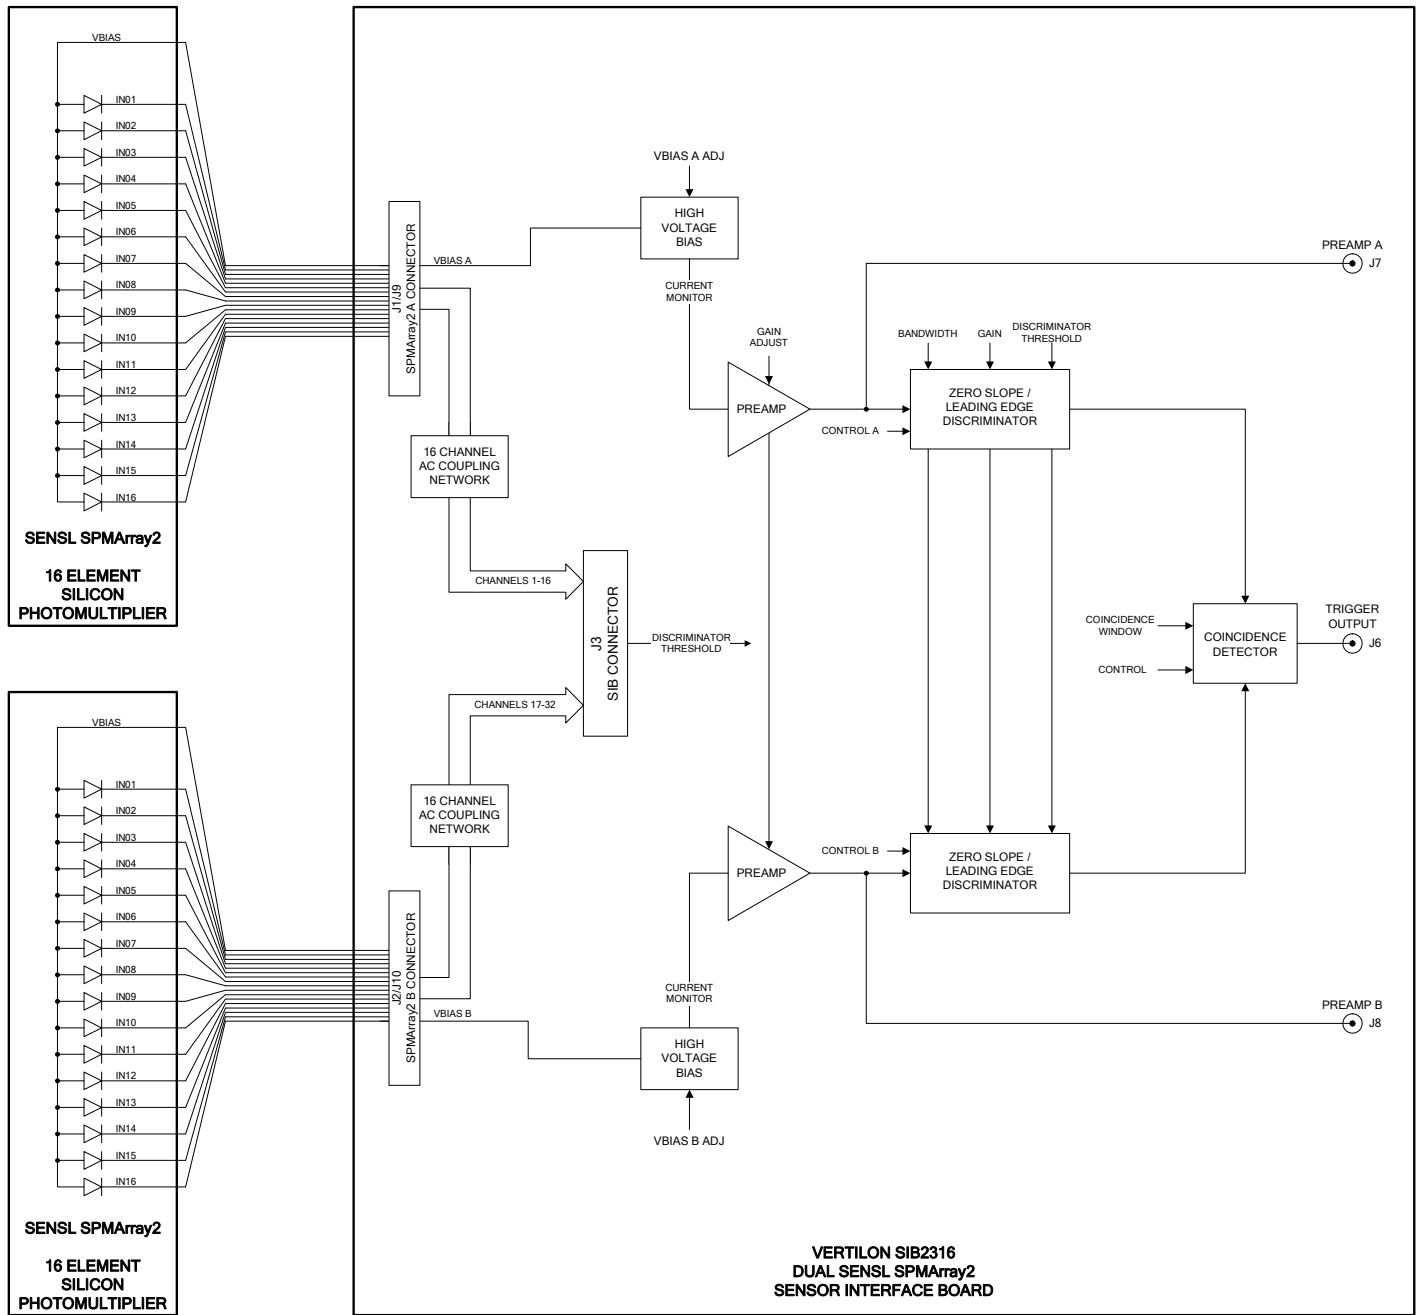 VBIAS
IN01
IN02
IN03
IN04
IN05
IN06
IN07
IN08
IN09
IN10
IN11
IN12
IN13
IN14
IN15
IN16
SENSL SPMArray2
16 ELEMENT
SILICON
PHOTOMULTIPLIER
VBIAS
IN01
IN02
IN03
IN04
IN05
IN06
IN07
IN08
IN09
IN10
IN11
IN12
IN13
IN14
IN15
IN16
SENSL SPMArray2
16 ELEMENT
SILICON
PHOTOMULTIPLIER
J1/J9
SPMArray2 A CONNECTOR
VBIAS A
16 CHANNEL
AC COUPLING
NETWORK
CHANNELS 1-16
J3
SIB CONNECTOR
DISCRIMINATOR
THRESHOLD
CHANNELS 17-32
16 CHANNEL
AC COUPLING
NETWORK
J2/J10
SPMArray2 B CONNECTOR
VBIAS B
VBIAS A ADJ
HIGH
VOLTAGE
BIAS
CURRENT
MONITOR
GAIN
ADJUST
PREAMP
BANDWIDTH
GAIN
DISCRIMINATOR
THRESHOLD
CONTROL A
ZERO SLOPE /
LEADING EDGE
DISCRIMINATOR
PREAMP A
J7
COINCIDENCE
WINDOW
CONTROL
COINCIDENCE
DETECTOR
TRIGGER
OUTPUT
J6
PREAMP
CONTROL B
ZERO SLOPE /
LEADING EDGE
DISCRIMINATOR
CURRENT
MONITOR
HIGH
VOLTAGE
BIAS
VBIAS B ADJ
PREAMP B
J8
VERTILON SIB2316
DUAL SENSL SPMArray2
SENSOR INTERFACE BOARD